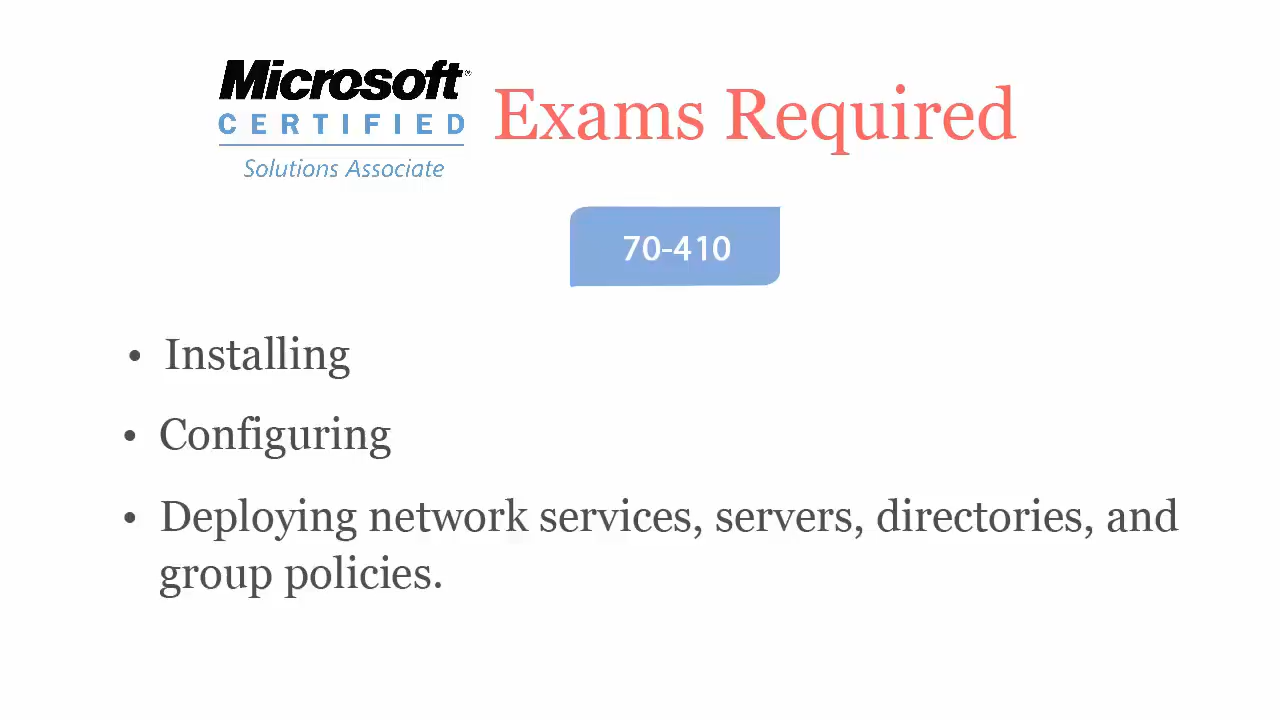 Microsoft®
CERTIFIED
Solutions Associate
Exams Required
70-410
• Installing
• Configuring
• Deploying network services, servers, directories, and
group policies.